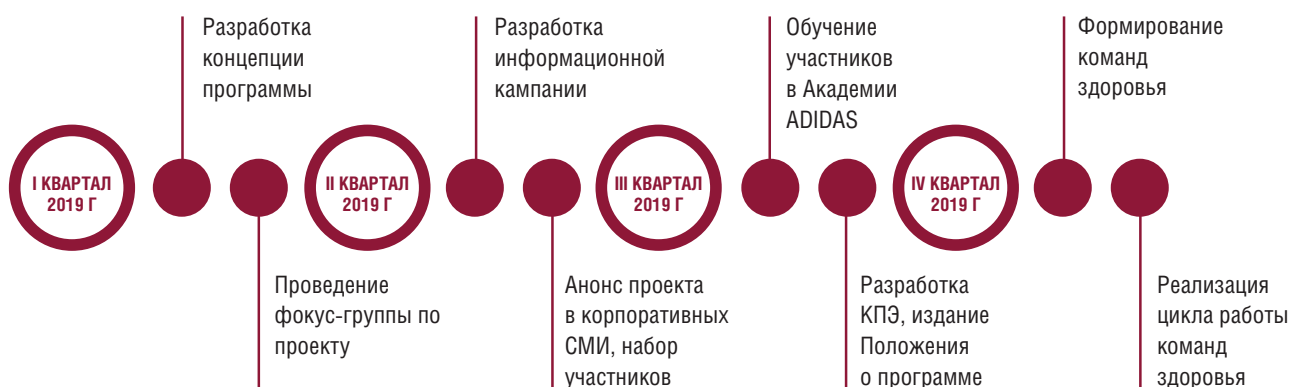 I КВАРТАЛ
2019 Г
Разработка
концепции
программы
Проведение
фокус-группы по
проекту
II КВАРТАЛ
2019 Г
Разработка
информационной
кампании
Анонс проекта
в корпоративных
СМИ, набор
участников
III КВАРТАЛ
2019 Г
Обучение
участников
в Академии
ADIDAS
Разработка
КПЭ, издание
Положения
о программе
IV КВАРТАЛ
2019 Г
Формирование
команд
здоровья
Реализация
цикла работы
команд
здоровья